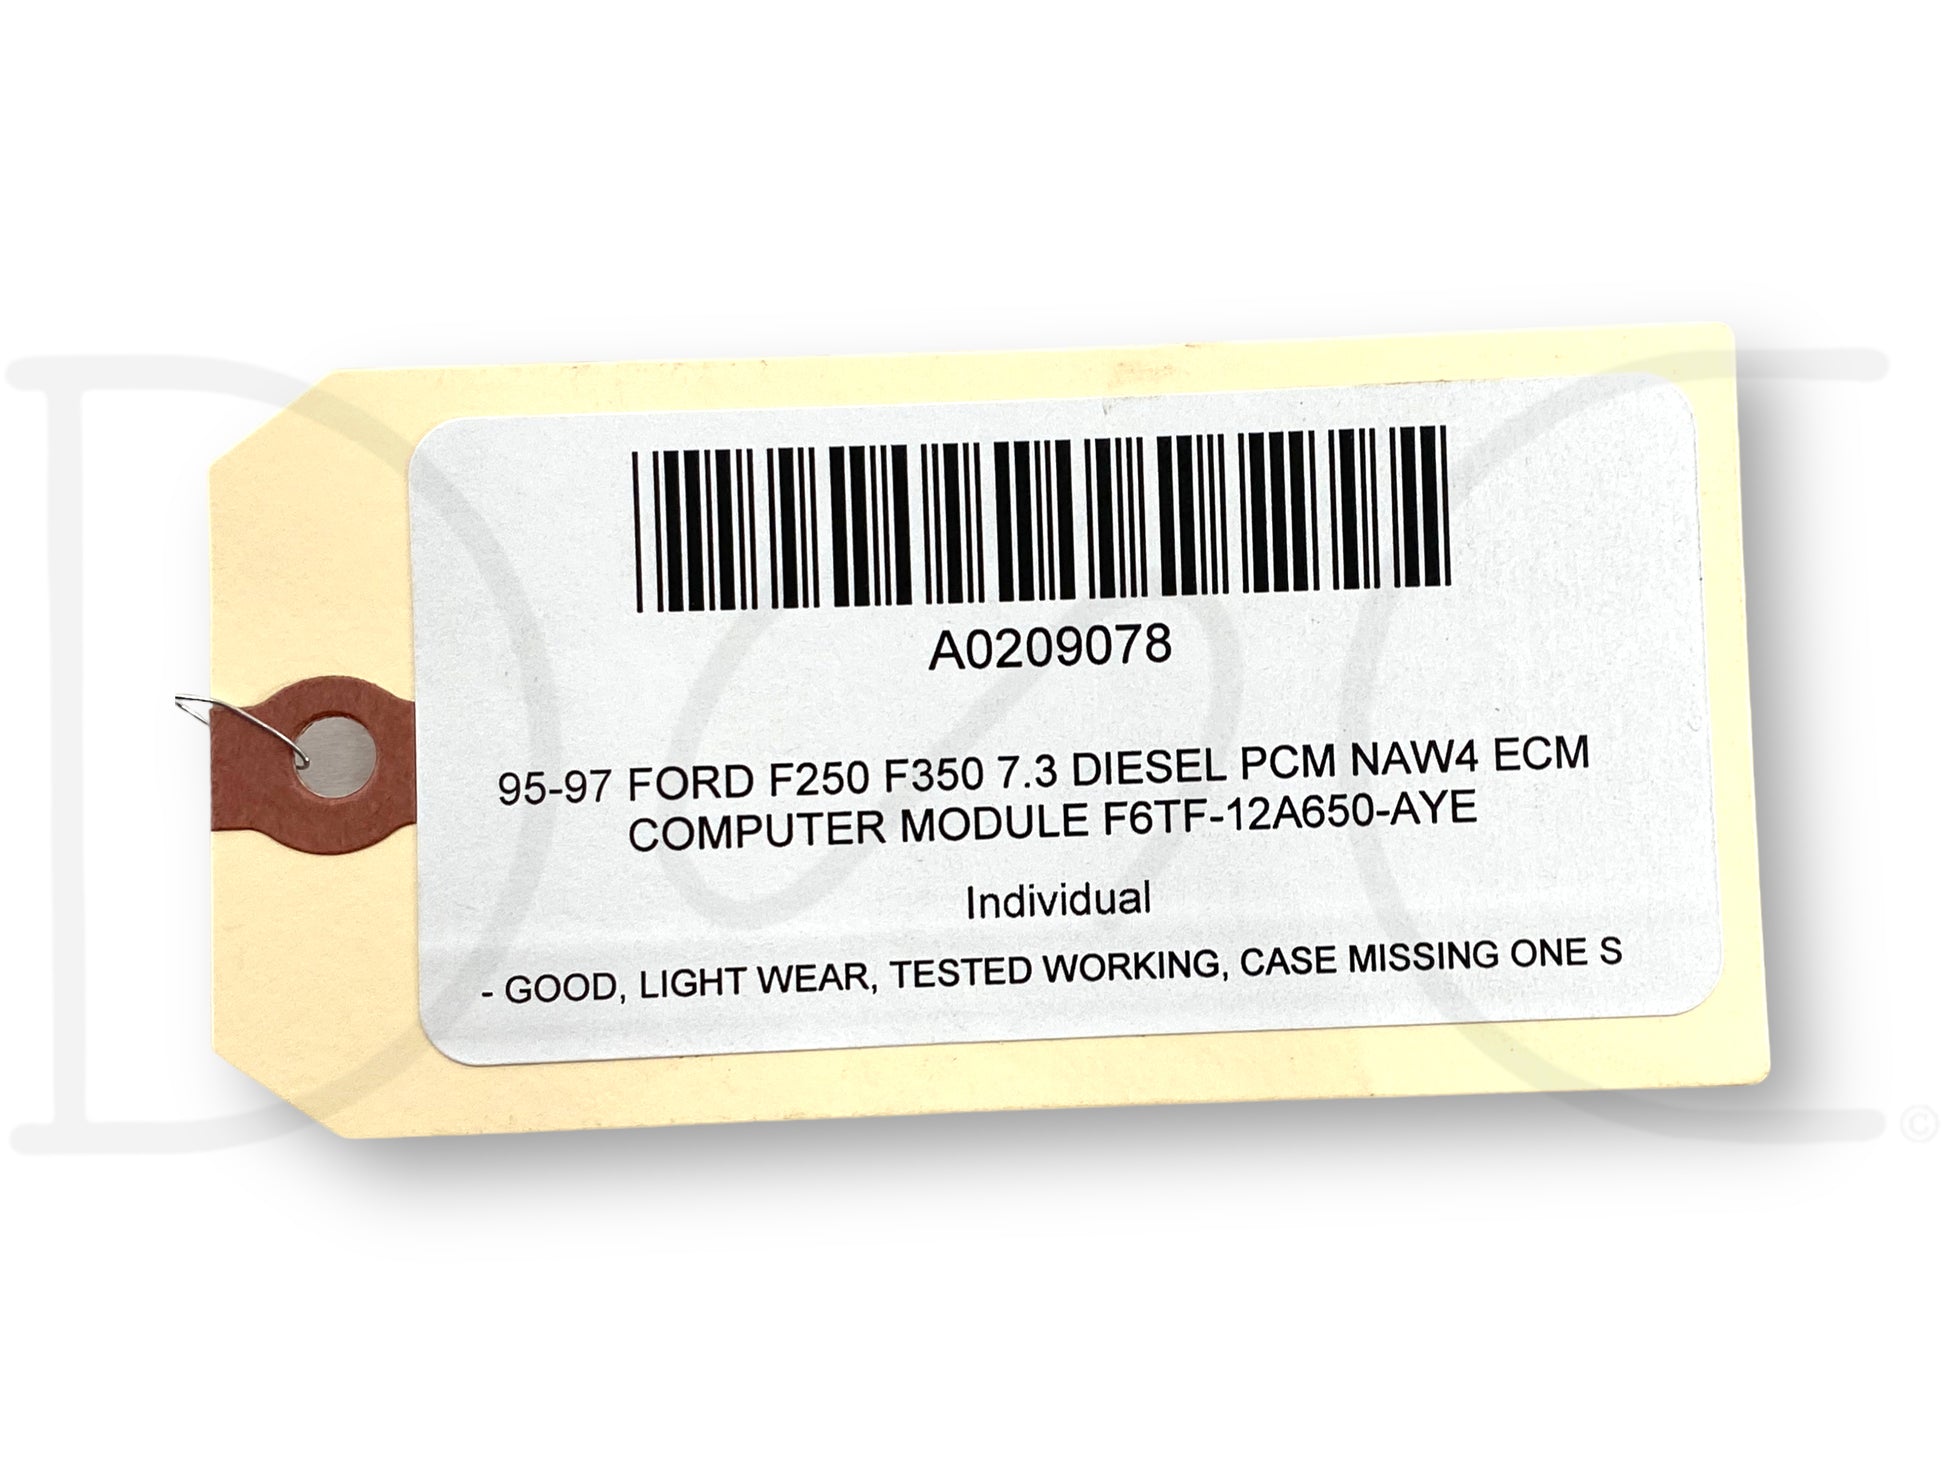 A0209078
95-97 FORD F250 F350 7.3 DIESEL PCM NAW4 ECM
COMPUTER MODULE F6TF-12A650-AYE
Individual
- GOOD, LIGHT WEAR, TESTED WORKING, CASE MISSING ONE S
DC
©